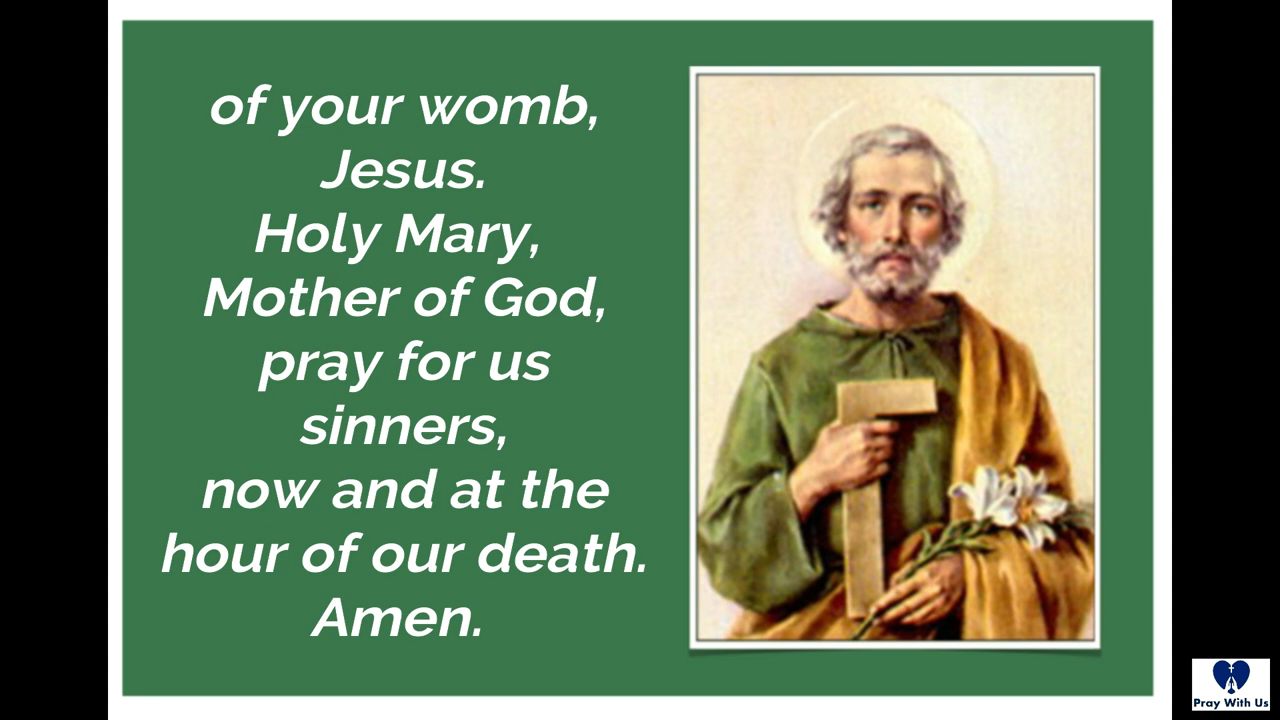 of your womb,
Jesus.
Holy Mary,
Mother of God,
pray for us
sinners,
now and at the
hour of our death.
Amen.
Pray With Us